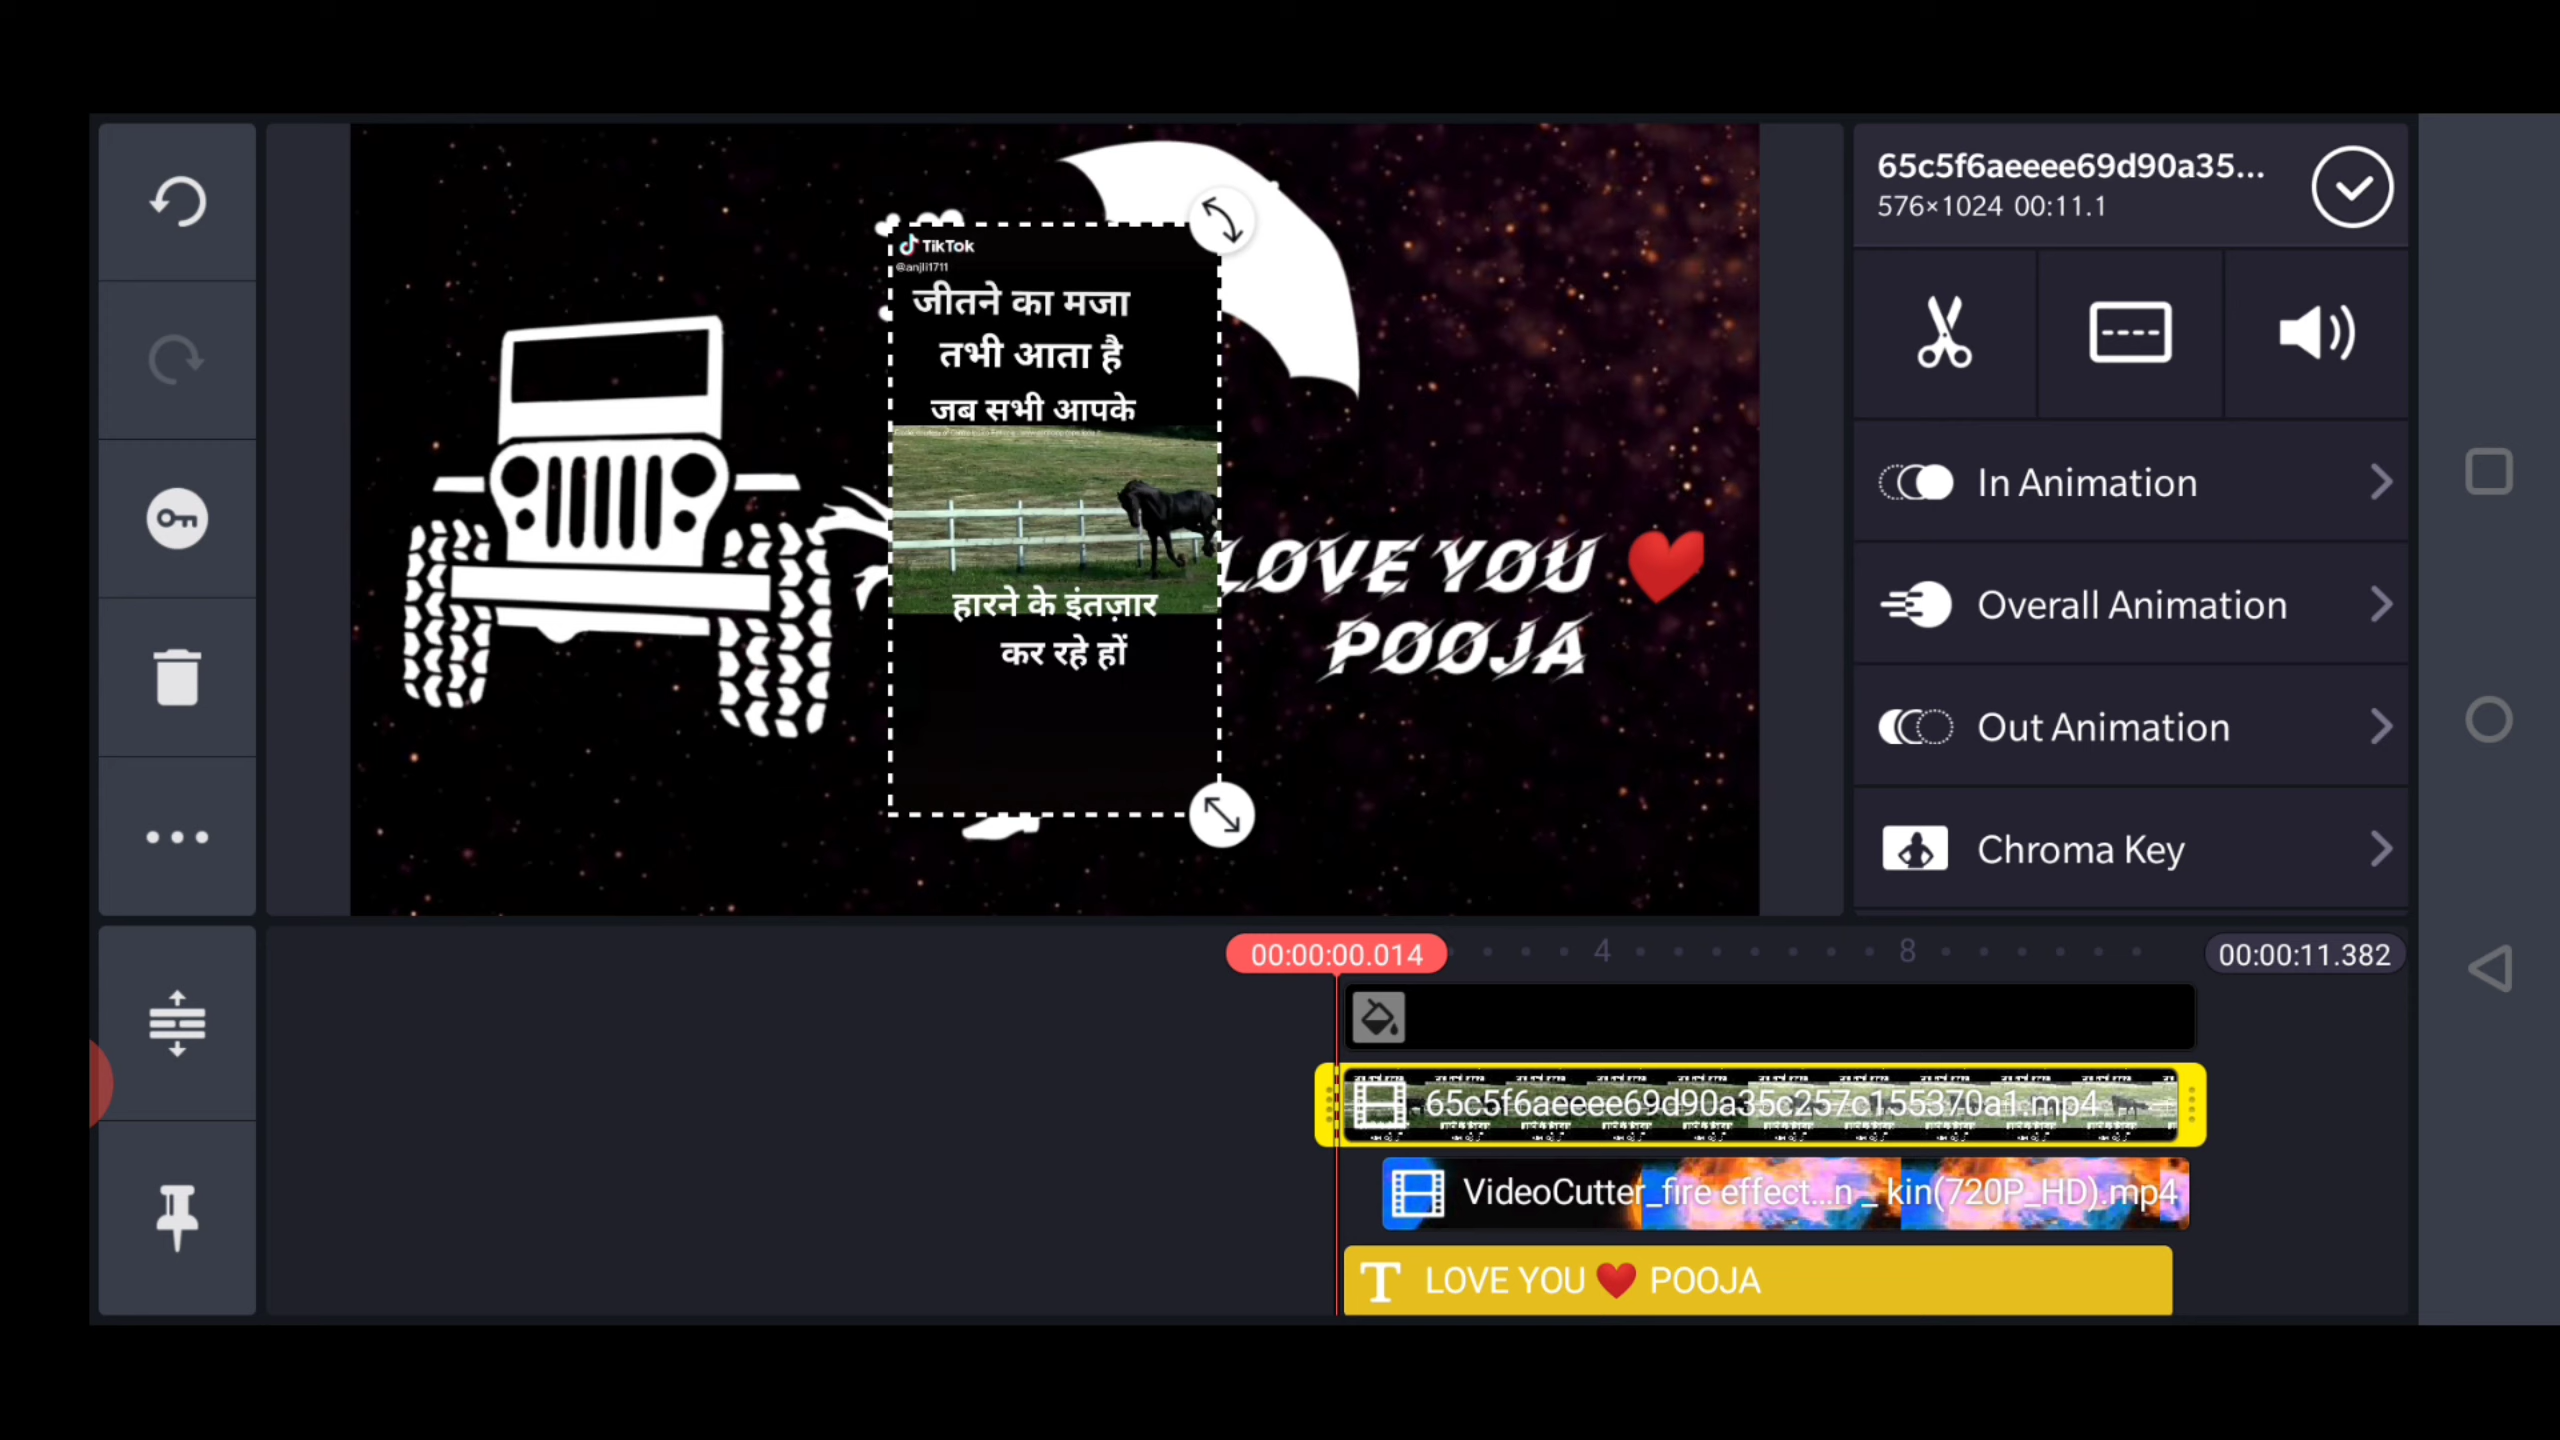 TikTok
@anjli1711
जीतने का मजा
तभी आता है
जब सभी आपके
हारने के इंतज़ार
कर रहे हों
LOVE YOU ❤️
POOJA
65c5f6aeeee69d90a35...
576×1024 00:11.1
In Animation
Overall Animation
Out Animation
Chroma Key
00:00:00.014
4
8
00:00:11.382
65c5f6aeeee69d90a35c257c155370a1.mp4
VideoCutter_fire effect...n _ kin(720P_HD).mp4
T LOVE YOU ❤️ POOJA